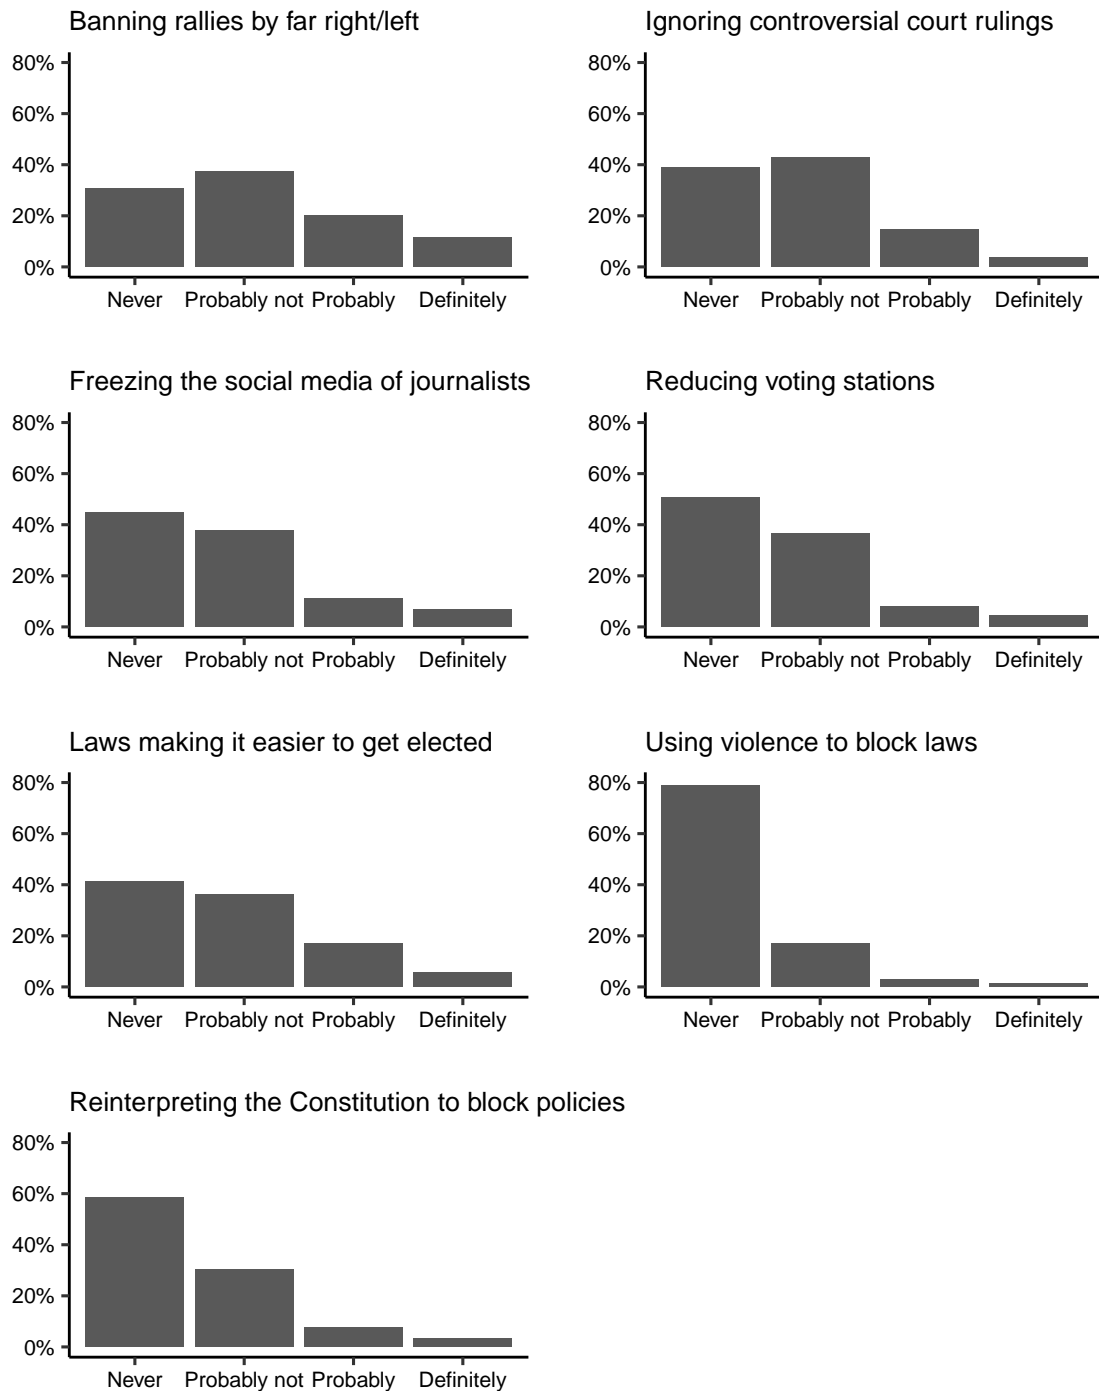 Banning rallies by far right/left
80%
60%
40%
20%
0%
Never Probably not Probably Definitely
Ignoring controversial court rulings
80%
60%
40%
20%
0%
Never Probably not Probably Definitely
Freezing the social media of journalists
80%
60%
40%
20%
0%
Never Probably not Probably Definitely
Reducing voting stations
80%
60%
40%
20%
0%
Never Probably not Probably Definitely
Laws making it easier to get elected
80%
60%
40%
20%
0%
Never Probably not Probably Definitely
Using violence to block laws
80%
60%
40%
20%
0%
Never Probably not Probably Definitely
Reinterpreting the Constitution to block policies
80%
60%
40%
20%
0%
Never Probably not Probably Definitely